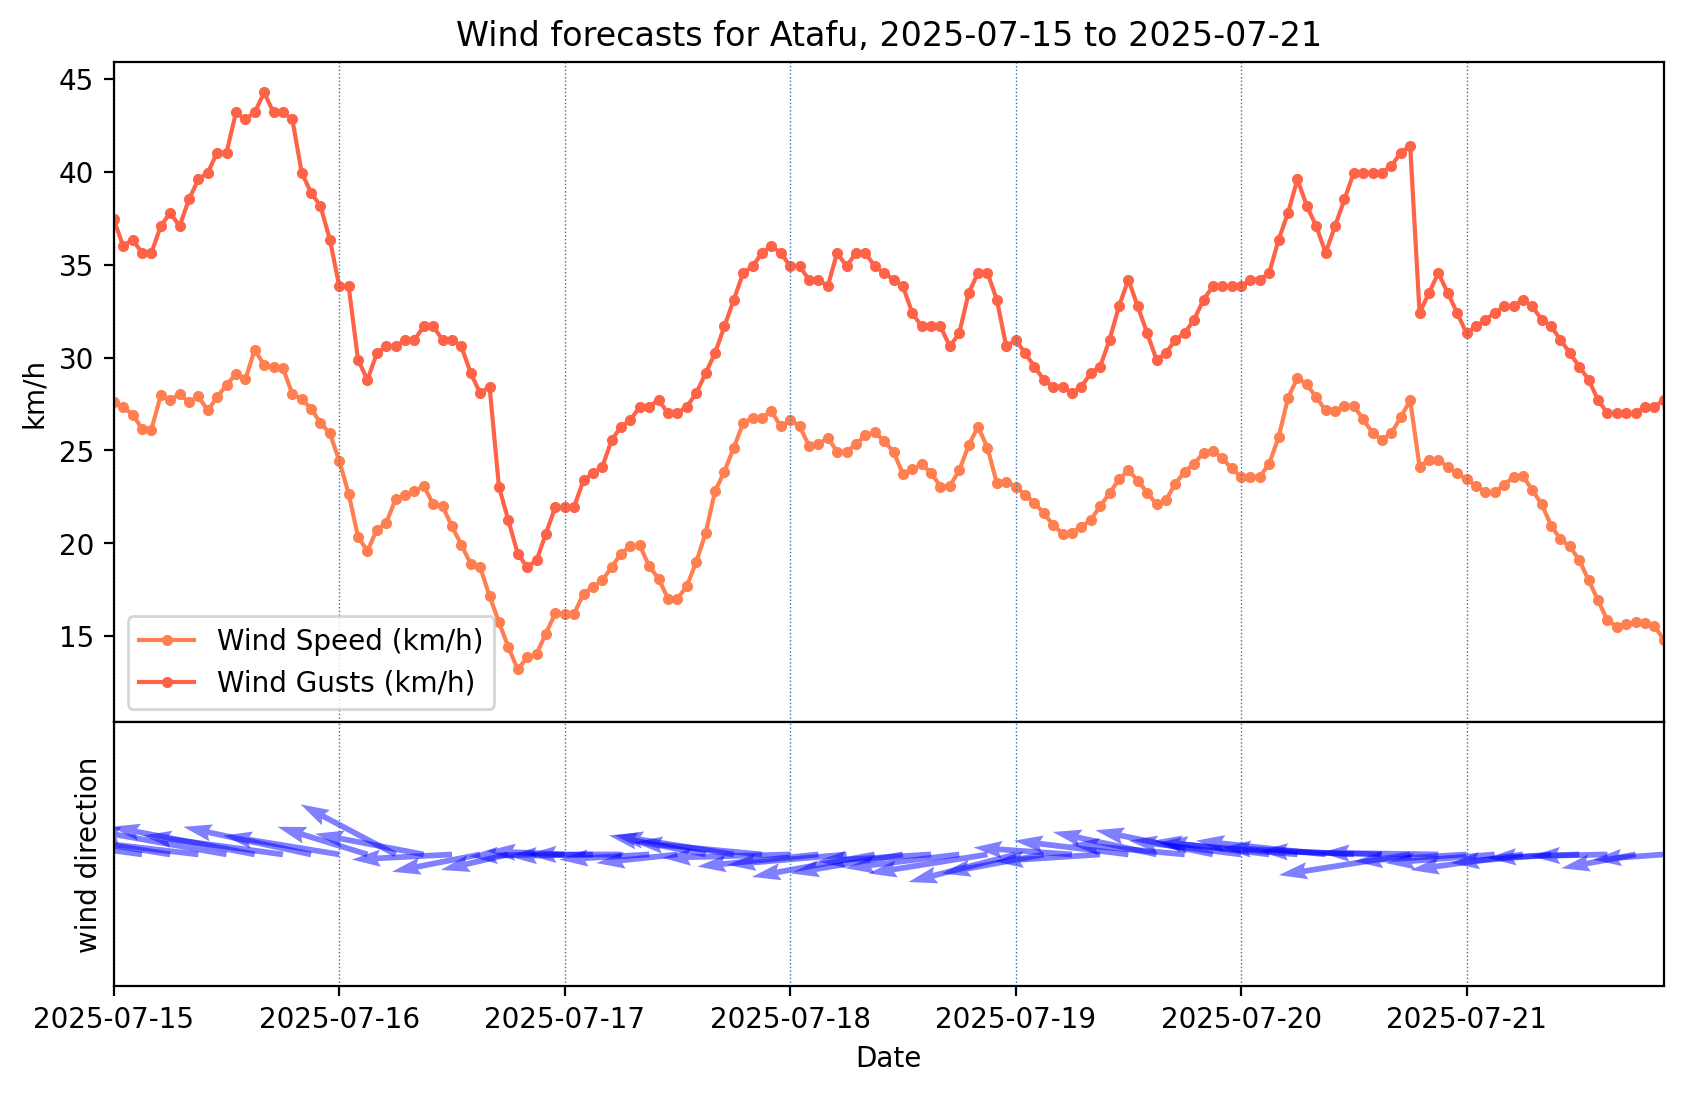 Wind forecasts for Atafu, 2025-07-15 to 2025-07-21
45
40
35
30
25
20
15
km/h
Wind Speed (km/h)
Wind Gusts (km/h)
wind direction
2025-07-15
2025-07-16
2025-07-17
2025-07-18
2025-07-19
2025-07-20
2025-07-21
Date